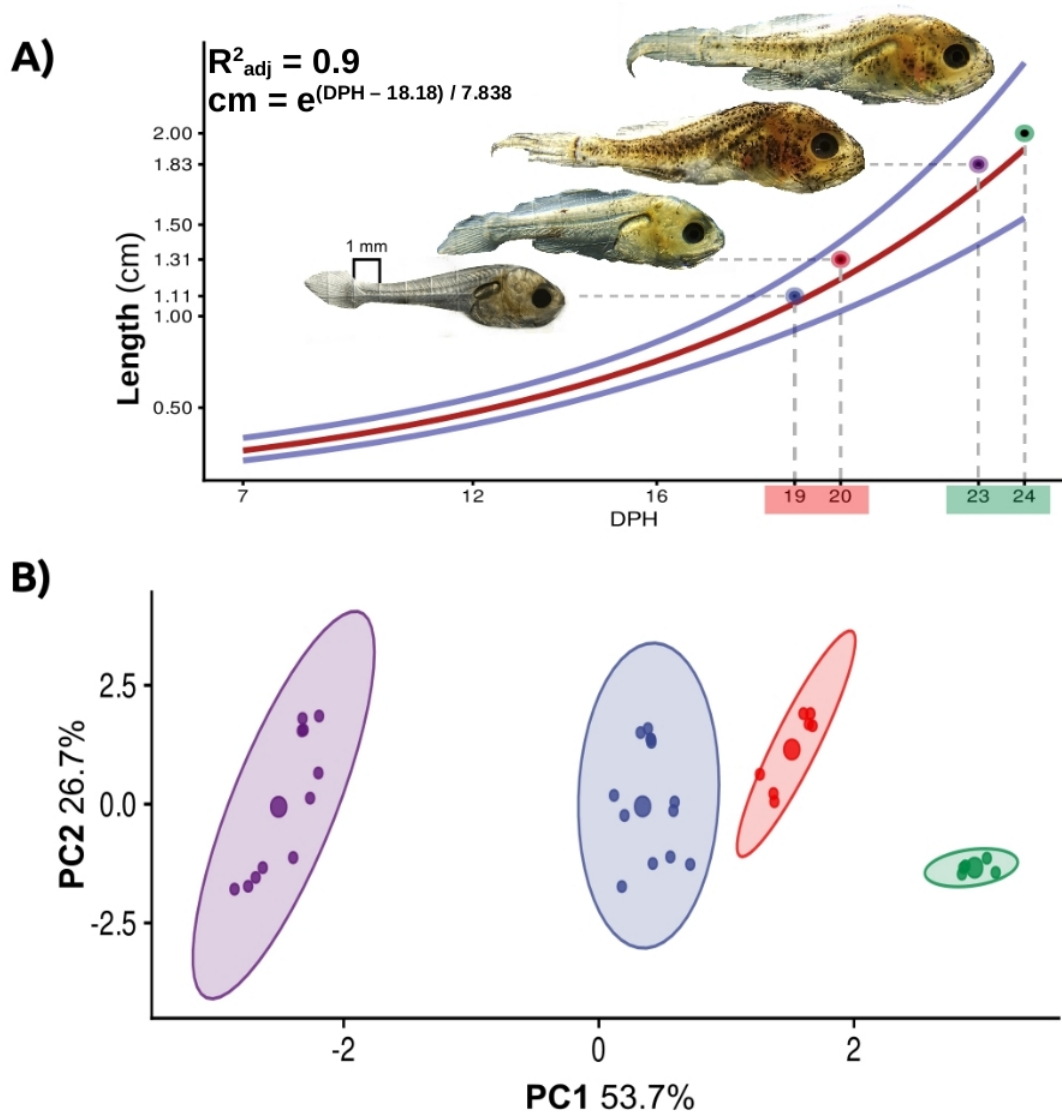 A)
R²adj = 0.9
cm = e(DPH – 18.18) / 7.838
2.00
1.83
1.50
1.31
1.11
1.00
0.50
Length (cm)
1 mm
7 12 16 19 20 23 24
DPH
B)
2.5
0.0
-2.5
PC2 26.7%
-2 0 2
PC1 53.7%